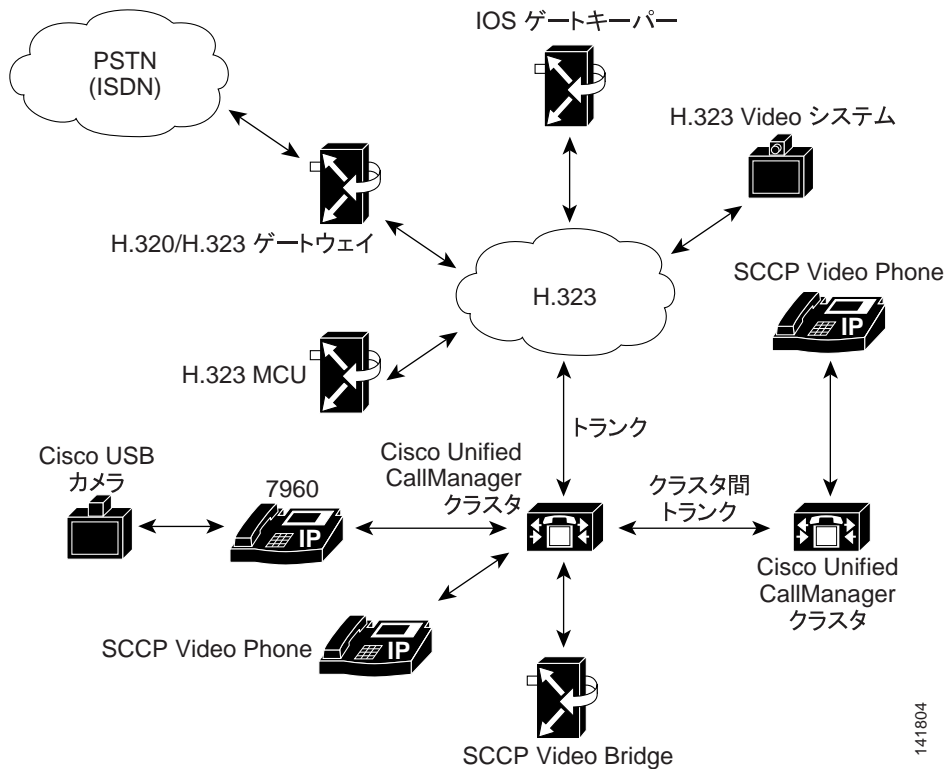 IOS ゲートキーパー
PSTN
(ISDN)
H.323 Video システム
H.320/H.323 ゲートウェイ
SCCP Video Phone
H.323
IP
H.323 MCU
トランク
Cisco USB
カメラ
7960
Cisco Unified
CallManager
クラスタ
クラスタ間
トランク
IP
Cisco Unified
CallManager
クラスタ
SCCP Video Phone
IP
SCCP Video Bridge
141804